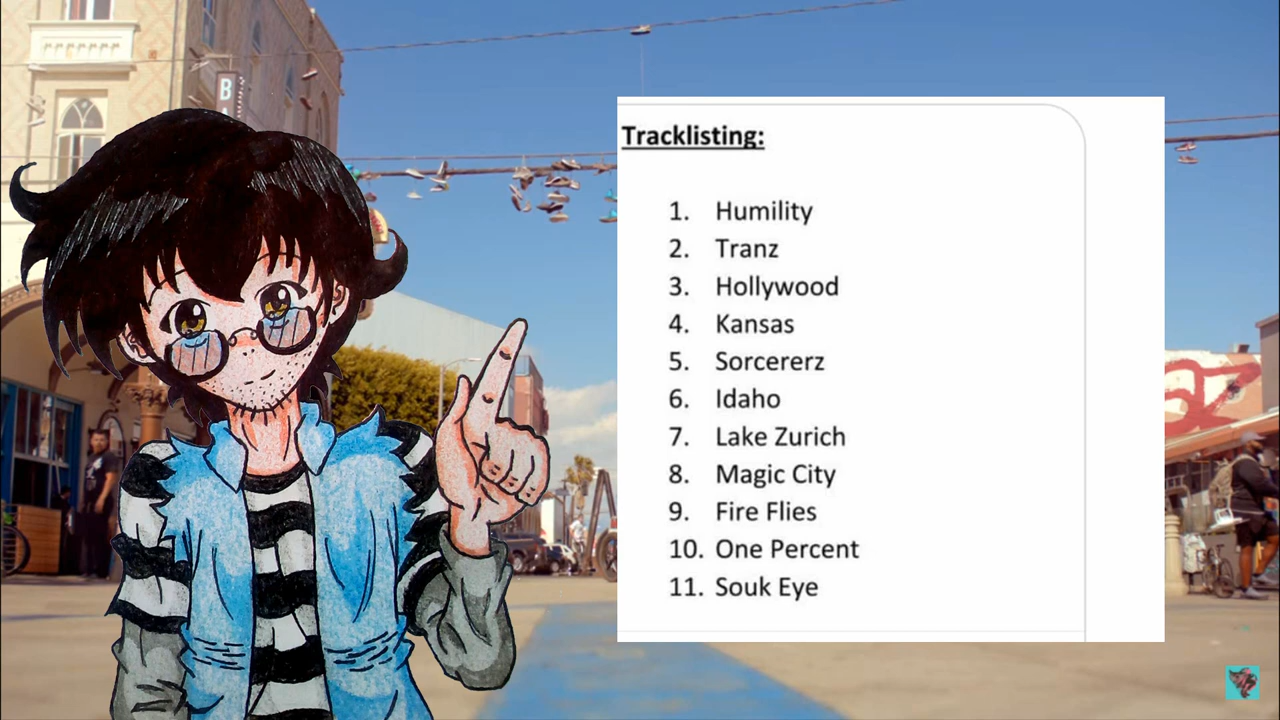 B
Tracklisting:
1. Humility
2. Tranz
3. Hollywood
4. Kansas
5. Sorcererz
6. Idaho
7. Lake Zurich
8. Magic City
9. Fire Flies
10. One Percent
11. Souk Eye